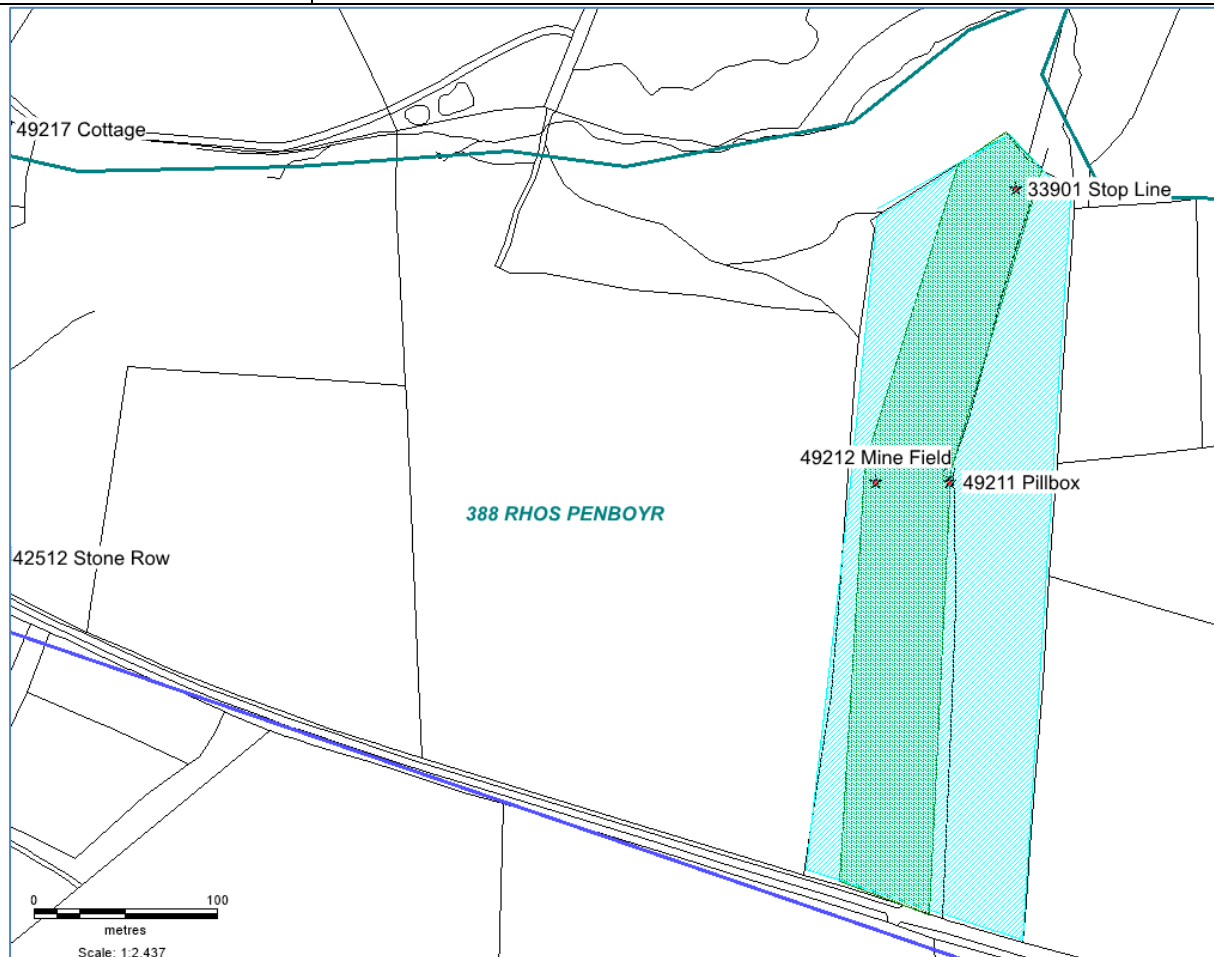 49217 Cottage
33901 Stop Line
49212 Mine Field
49211 Pillbox
388 RHOS PENBOYR
42512 Stone Row
0 100
metres
Scale: 1:2,437